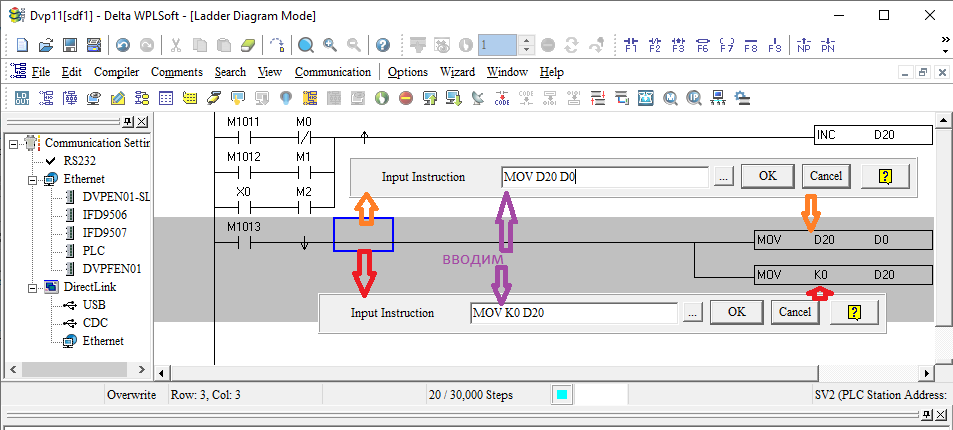 Dvp11[sdf1] - Delta WPLSoft - [Ladder Diagram Mode]
1
F1 F2 F3 F6 F7 F8 F9 NP PN
File Edit Compiler Comments Search View Communication Options Wizard Window Help
CODE CODE
Communication Settin
RS232
Ethernet
DVPEN01-SL
IFD9506
IFD9507
PLC
DVPFEN01
DirectLink
USB
CDC
Ethernet
M1011 M0
INC D20
M1012 M1
Input Instruction MOV D20 D0 ... OK Cancel ?
X0 M2
M1013
MOV D20 D0
вводим
MOV K0 D20
Input Instruction MOV K0 D20 ... OK Cancel ?
Overwrite Row: 3, Col: 3 20 / 30,000 Steps SV2 (PLC Station Address: